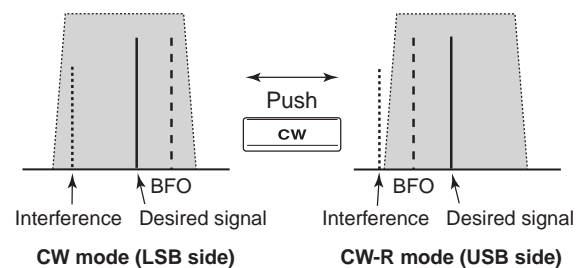 Push
CW
BFO
Interference
Desired signal
CW mode (LSB side)
BFO
Interference
Desired signal
CW-R mode (USB side)